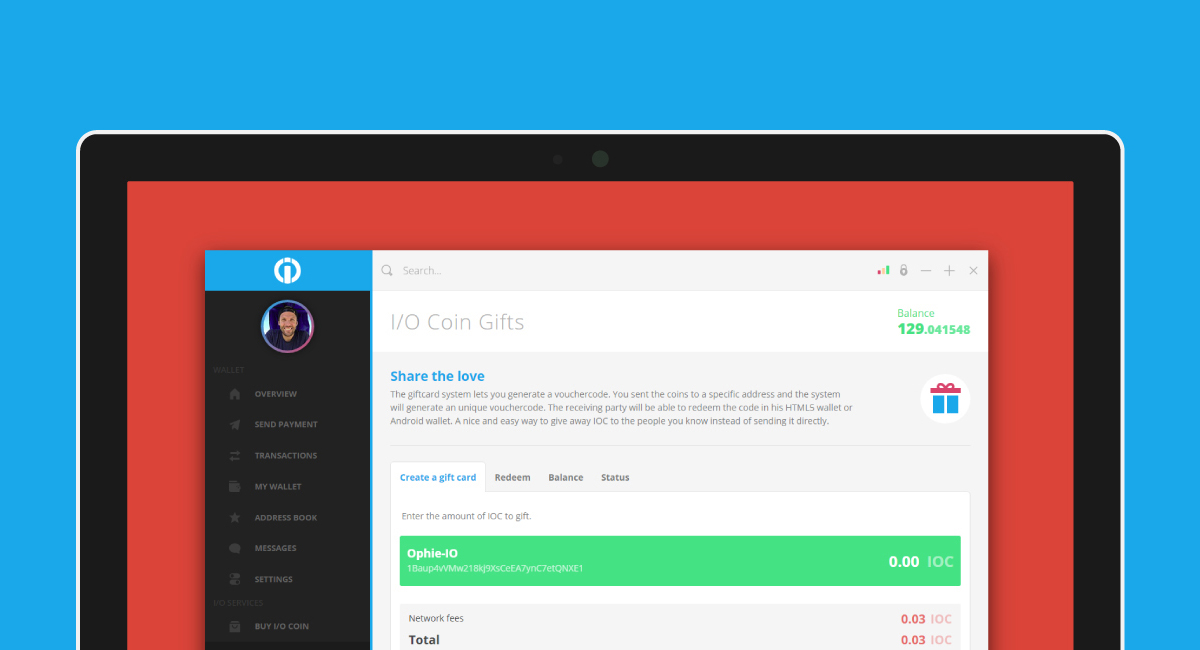 Search...
I/O Coin Gifts
Balance
129.041548
WALLET
OVERVIEW
SEND PAYMENT
TRANSACTIONS
MY WALLET
ADDRESS BOOK
MESSAGES
SETTINGS
I/O SERVICES
BUY I/O COIN
Share the love
The giftcard system lets you generate a vouchercode. You sent the coins to a specific address and the system
will generate an unique vouchercode. The receiving party will be able to redeem the code in his HTML5 wallet or
Android wallet. A nice and easy way to give away IOC to the people you know instead of sending it directly.
Create a gift card Redeem Balance Status
Enter the amount of IOC to gift.
Ophie-IO
1Baup4vVMw218kJ9XsCeEA7ynC7etQNXE1
0.00 IOC
Network fees 0.03 IOC
Total 0.03 IOC